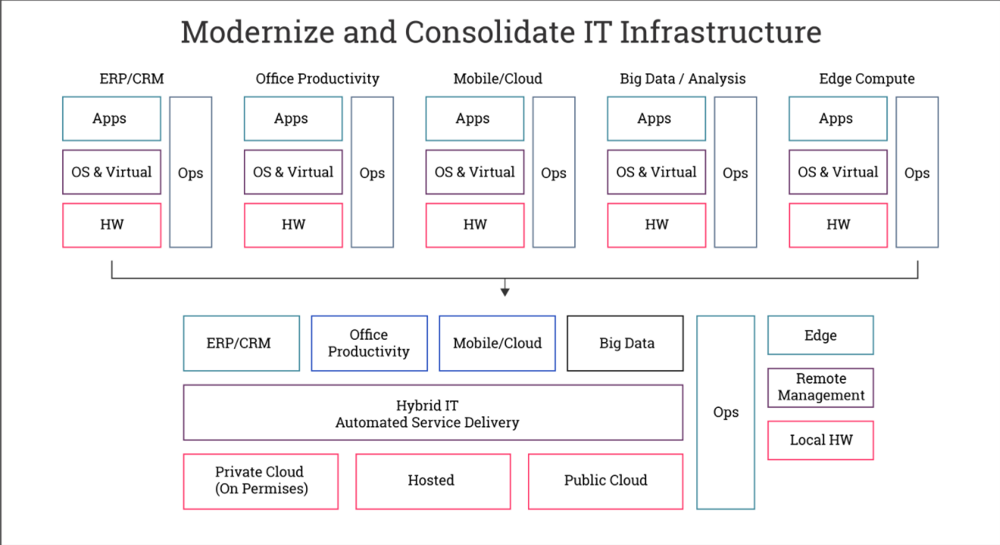 Modernize and Consolidate IT Infrastructure
ERP/CRM
Apps
OS & Virtual
HW
Ops
Office Productivity
Apps
OS & Virtual
HW
Ops
Mobile/Cloud
Apps
OS & Virtual
HW
Ops
Big Data / Analysis
Apps
OS & Virtual
HW
Ops
Edge Compute
Apps
OS & Virtual
HW
Ops
ERP/CRM
Office
Productivity
Mobile/Cloud
Big Data
Hybrid IT
Automated Service Delivery
Private Cloud
(On Permises)
Hosted
Public Cloud
Ops
Edge
Remote
Management
Local HW